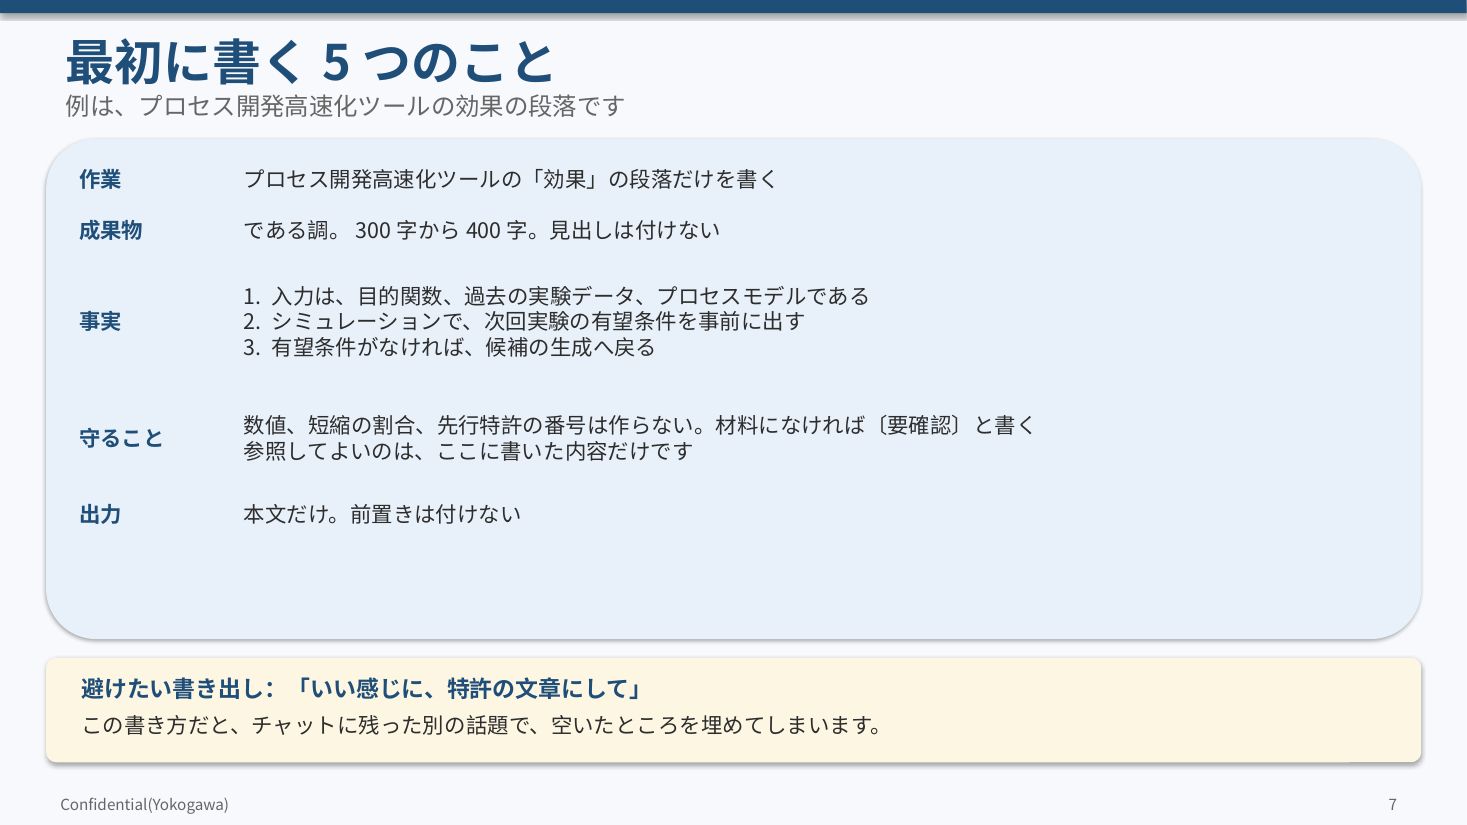 最初に書く 5 つのこと
例は、プロセス開発高速化ツールの効果の段落です
作業 プロセス開発高速化ツールの「効果」の段落だけを書く
成果物 である調。 300 字から 400 字。見出しは付けない
1. 入力は、目的関数、過去の実験データ、プロセスモデルである
事実 2. シミュレーションで、次回実験の有望条件を事前に出す
3. 有望条件がなければ、候補の生成へ戻る
守ること 数値、短縮の割合、先行特許の番号は作らない。材料になければ〔要確認〕と書く
参照してよいのは、ここに書いた内容だけです
出力 本文だけ。前置きは付けない
避けたい書き出し：「いい感じに、特許の文章にして」
この書き方だと、チャットに残った別の話題で、空いたところを埋めてしまいます。
Confidential(Yokogawa) 7